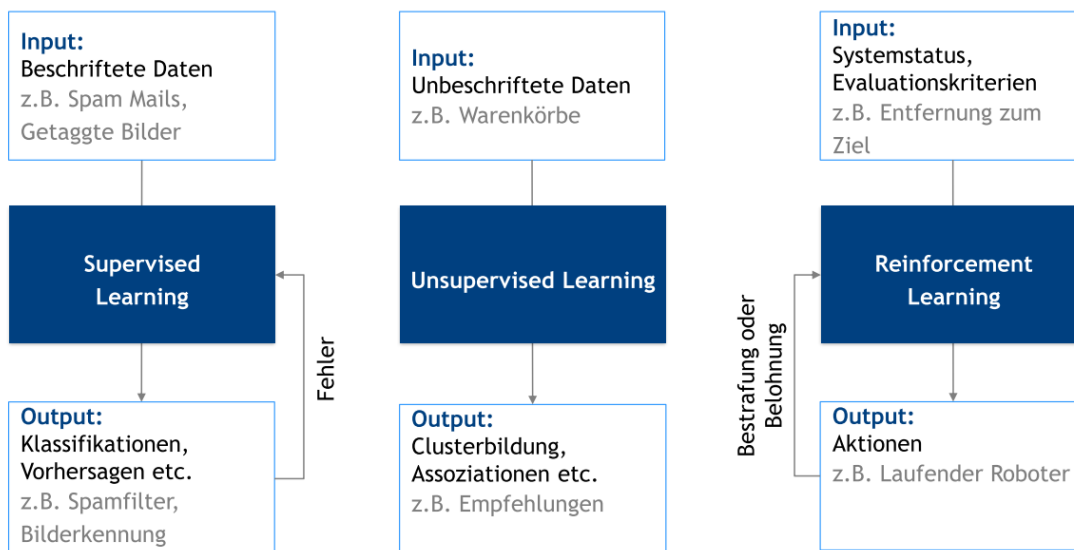 Input:
Beschriftete Daten
z.B. Spam Mails,
Getaggte Bilder
Supervised
Learning
Fehler
Output:
Klassifikationen,
Vorhersagen etc.
z.B. Spamfilter,
Bilderkennung
Input:
Unbeschriftete Daten
z.B. Warenkörbe
Unsupervised Learning
Output:
Clusterbildung,
Assoziationen etc.
z.B. Empfehlungen
Input:
Systemstatus,
Evaluationskriterien
z.B. Entfernung zum
Ziel
Reinforcement
Learning
Bestrafung oder
Belohnung
Output:
Aktionen
z.B. Laufender Roboter